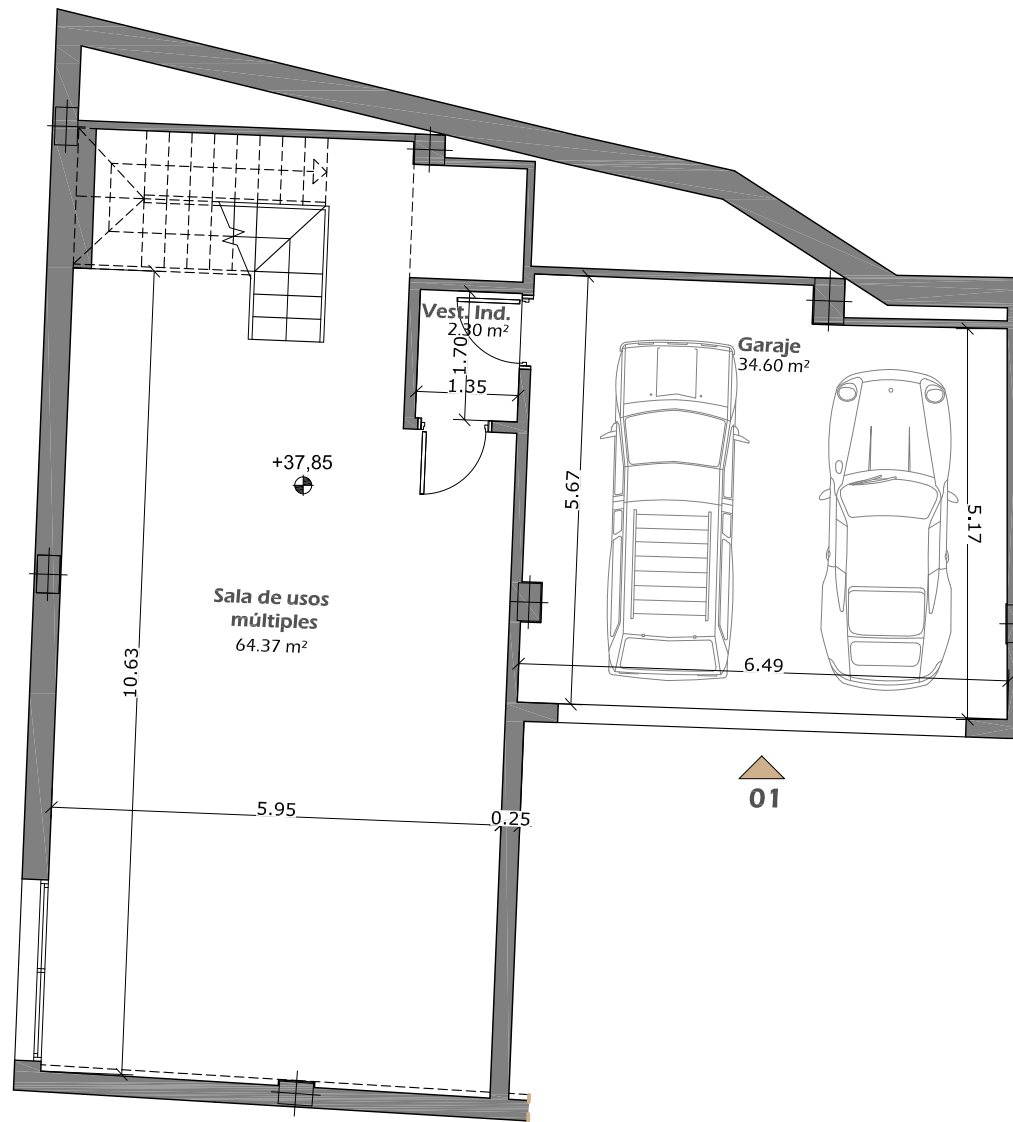 Vest. Ind.
2.30 m²
1.70
1.35
Garaje
34.60 m²
+37,85
5.67
5.17
Sala de usos
múltiples
64.37 m²
10.63
6.49
01
5.95
0.25